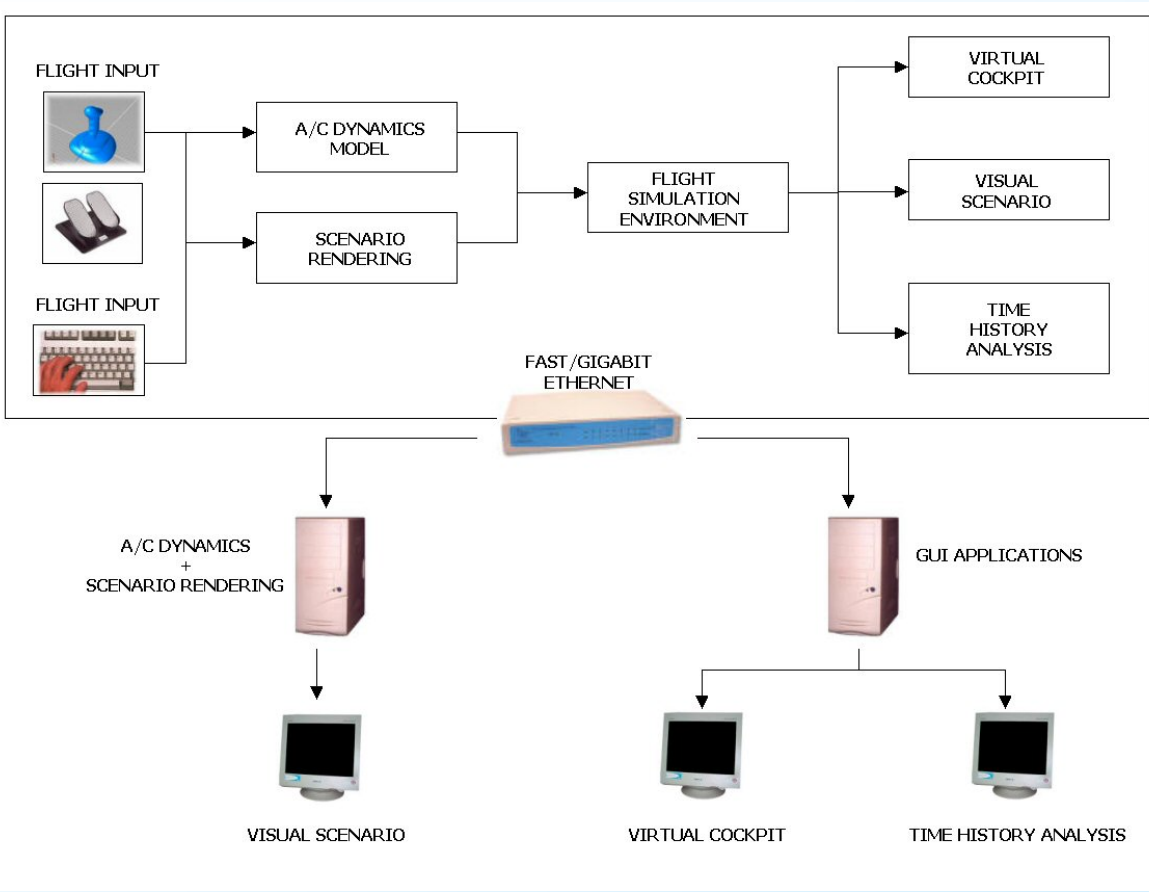 FLIGHT INPUT
A/C DYNAMICS
MODEL
SCENARIO
RENDERING
FLIGHT INPUT
FLIGHT
SIMULATION
ENVIRONMENT
VIRTUAL
COCKPIT
VISUAL
SCENARIO
TIME
HISTORY
ANALYSIS
FAST/GIGABIT
ETHERNET
A/C DYNAMICS
+
SCENARIO RENDERING
GUI APPLICATIONS
VISUAL SCENARIO
VIRTUAL COCKPIT
TIME HISTORY ANALYSIS